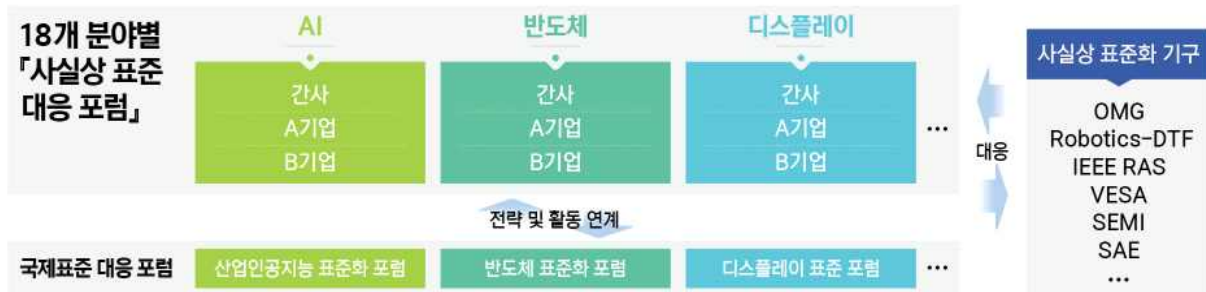 18개 분야별
『사실상 표준
대응 포럼』
AI
간사
A기업
B기업
반도체
간사
A기업
B기업
디스플레이
간사
A기업
B기업
...
전략 및 활동 연계
국제표준 대응 포럼
산업인공지능 표준화 포럼
반도체 표준화 포럼
디스플레이 표준 포럼
...
대응
사실상 표준화 기구
OMG
Robotics-DTF
IEEE RAS
VESA
SEMI
SAE
...